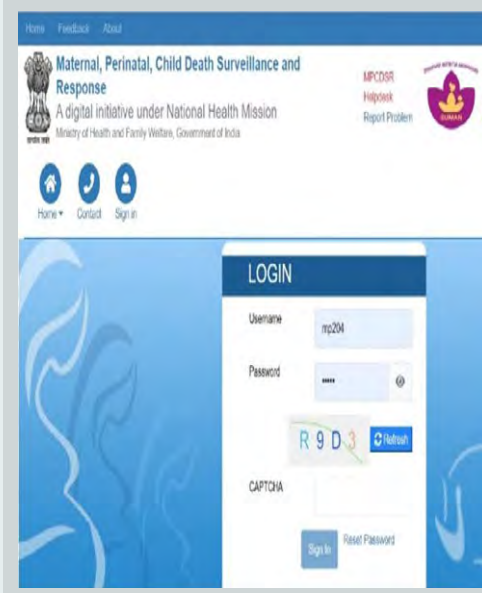 Home Feedback About
Maternal, Perinatal, Child Death Surveillance and
Response
A digital initiative under National Health Mission
Ministry of Health and Family Welfare, Government of India
MPCDSR
Helpdesk
Report Problem
SUMAN
Home Contact Sign in
LOGIN
Username
mp204
Password
•••••
R 9 D 3
Refresh
CAPTCHA
Sign In
Reset Password